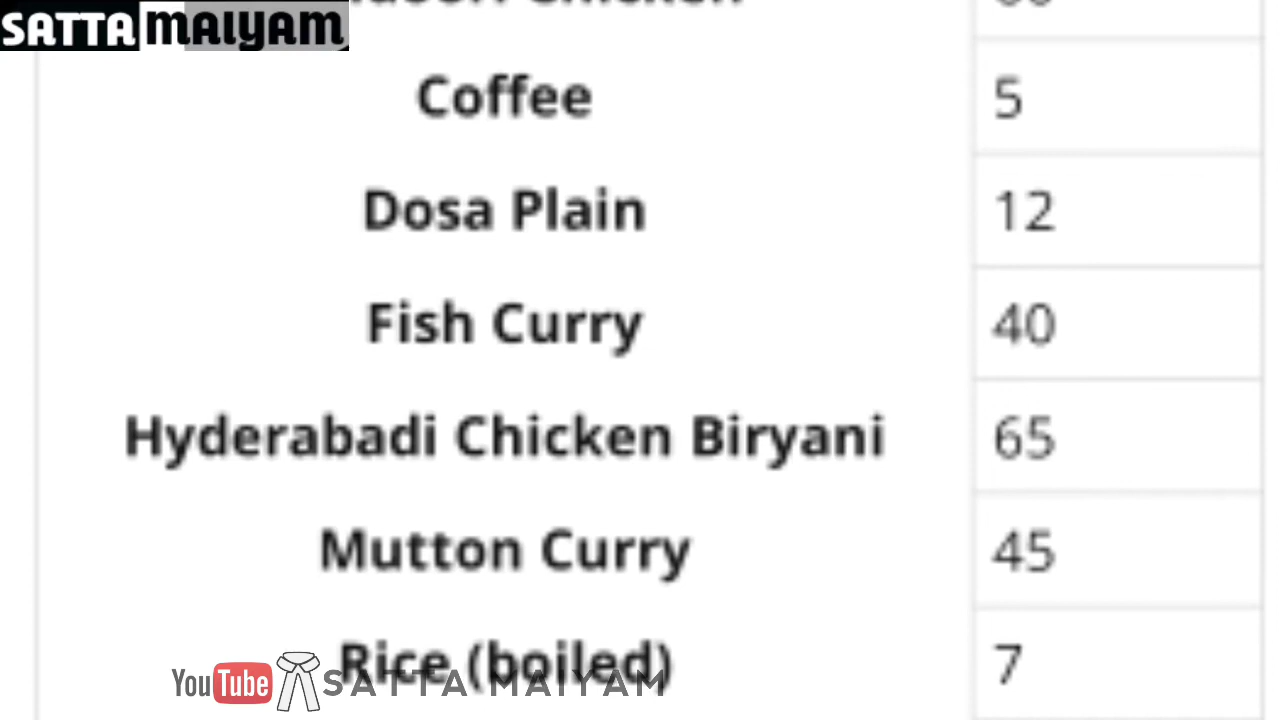 SATTA MAIYAM
Chicken
Coffee 5
Dosa Plain 12
Fish Curry 40
Hyderabadi Chicken Biryani 65
Mutton Curry 45
Rice (boiled) 7
YouTube SATTA MAIYAM